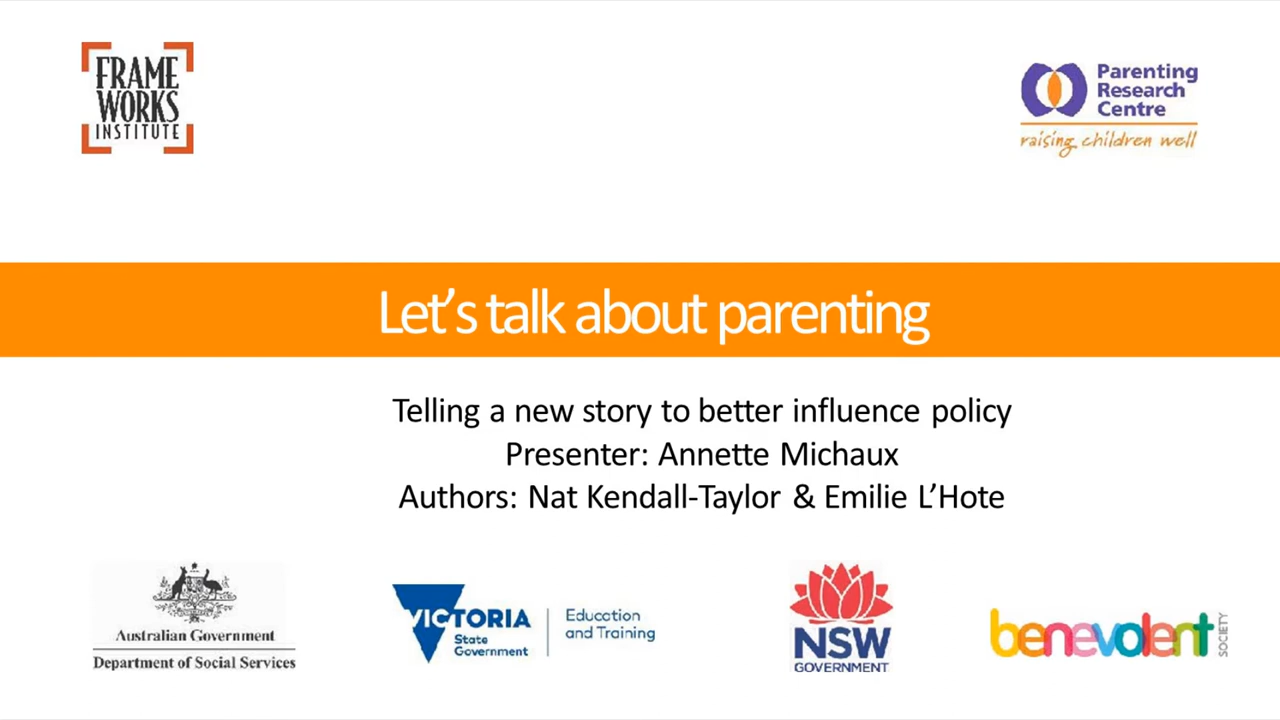 FRAME
WORKS
INSTITUTE
Parenting
Research
Centre
raising children well
Let's talk about parenting
Telling a new story to better influence policy
Presenter: Annette Michaux
Authors: Nat Kendall-Taylor & Emilie L'Hote
Australian Government
Department of Social Services
VICTORIA
State
Government
Education
and Training
NSW
GOVERNMENT
benevolent
SOCIETY